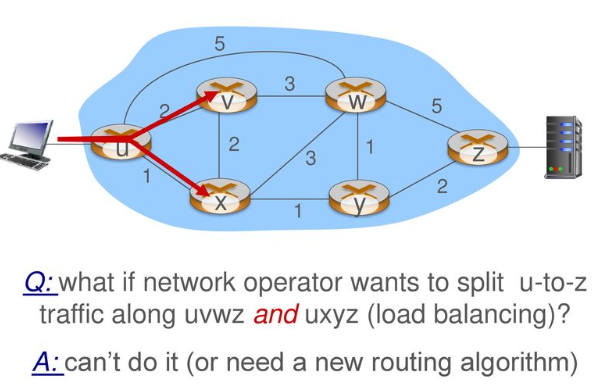 5
v
3
w
5
2
u
2
3
1
z
1
x
1
y
2
Q: what if network operator wants to split u-to-z
traffic along uvwz and uxyz (load balancing)?
A: can't do it (or need a new routing algorithm)